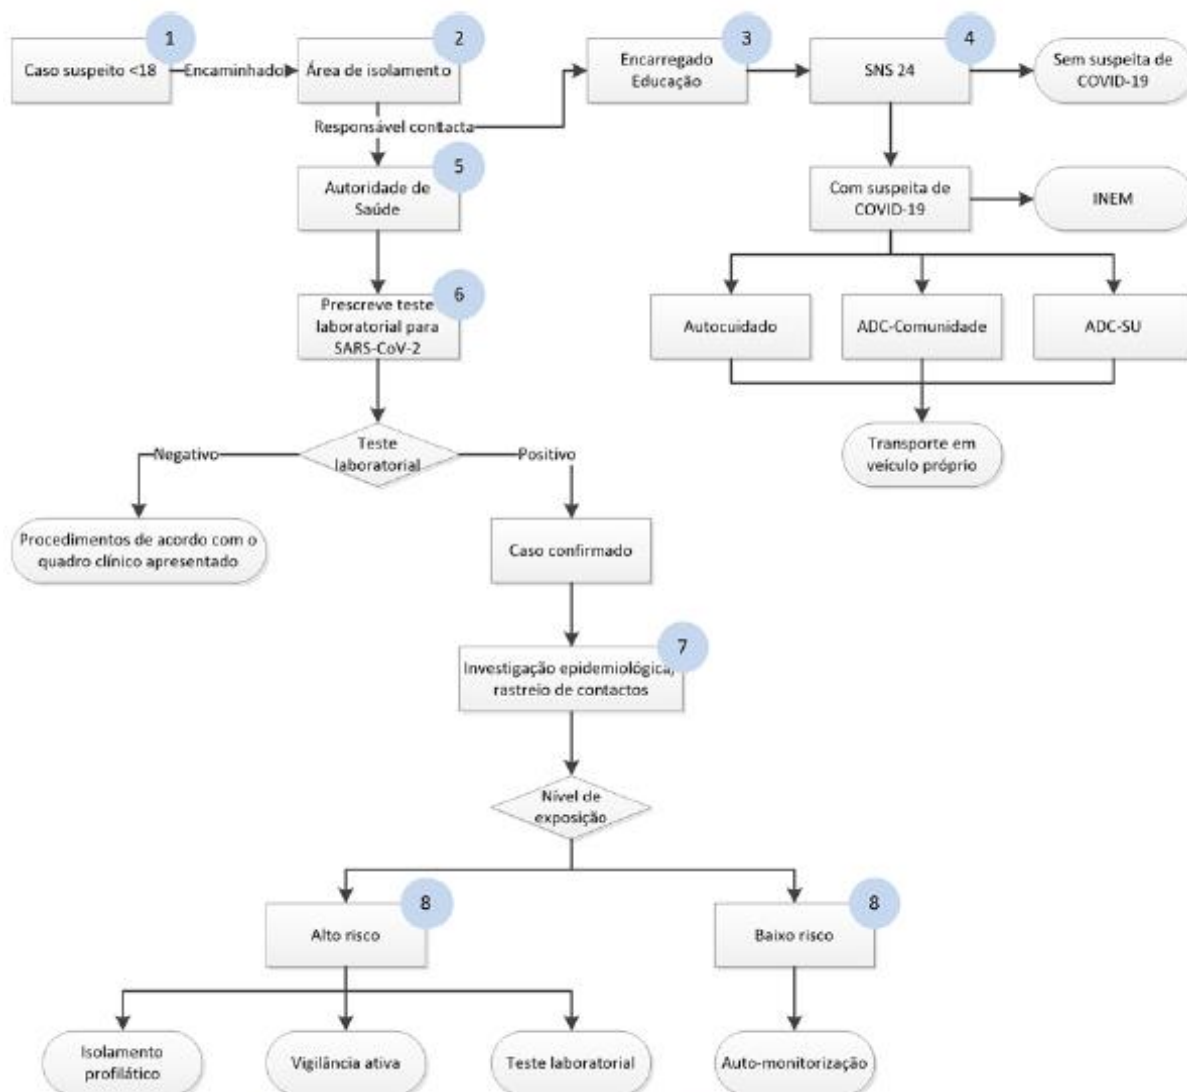 1
2
3
4
Caso suspeito <18
Encaminhado
Área de isolamento
Encarregado
Educação
SNS 24
Sem suspeita de
COVID-19
Responsável contacta
5
Autoridade de
Saúde
Com suspeita de
COVID-19
INEM
6
Prescreve teste
laboratorial para
SARS-CoV-2
Autocuidado
ADC-Comunidade
ADC-SU
Negativo
Teste
laboratorial
Positivo
Transporte em
veículo próprio
Procedimentos de acordo com o
quadro clínico apresentado
Caso confirmado
7
Investigação epidemiológica/
rastreio de contactos
Nível de
exposição
8
8
Alto risco
Baixo risco
Isolamento
profilático
Vigilância ativa
Teste laboratorial
Auto-monitorização